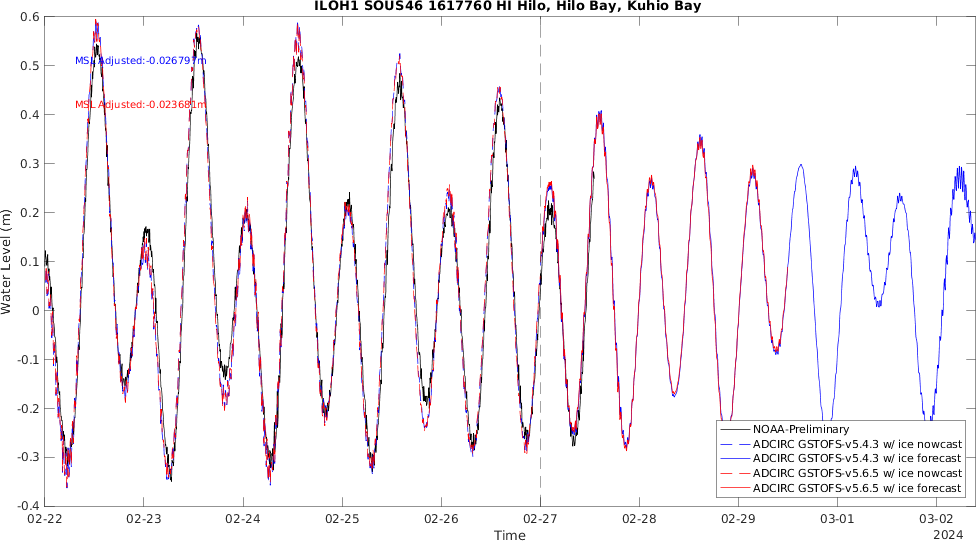 ILOH1 SOUS46 1617760 HI Hilo, Hilo Bay, Kuhio Bay
0.6
0.5
MSL Adjusted:-0.026797m
MSL Adjusted:-0.023681m
0.4
0.3
0.2
0.1
0
-0.1
-0.2
-0.3
-0.4
Water Level (m)
NOAA-Preliminary
ADCIRC GSTOFS-v5.4.3 w/ ice nowcast
ADCIRC GSTOFS-v5.4.3 w/ ice forecast
ADCIRC GSTOFS-v5.6.5 w/ ice nowcast
ADCIRC GSTOFS-v5.6.5 w/ ice forecast
02-22 02-23 02-24 02-25 02-26 02-27 02-28 02-29 03-01 03-02
Time
2024